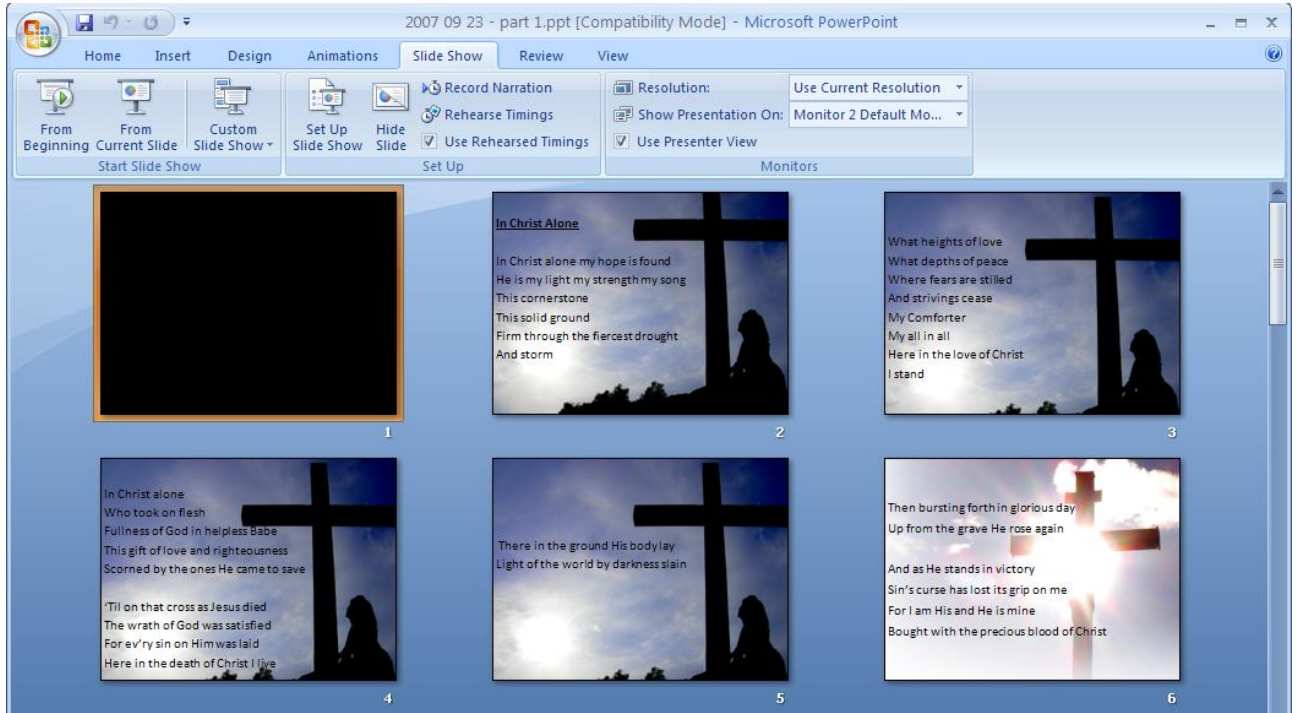 2007 09 23 - part 1.ppt [Compatibility Mode] - Microsoft PowerPoint
Home Insert Design Animations Slide Show Review View
From Beginning
From Current Slide
Custom Slide Show
Start Slide Show
Set Up Slide Show
Hide Slide
Record Narration
Rehearse Timings
Use Rehearsed Timings
Set Up
Resolution: Use Current Resolution
Show Presentation On: Monitor 2 Default Mo...
Use Presenter View
Monitors
1
In Christ Alone
In Christ alone my hope is found
He is my light my strength my song
This cornerstone
This solid ground
Firm through the fiercest drought
And storm
2
What heights of love
What depths of peace
Where fears are stilled
And strivings cease
My Comforter
My all in all
Here in the love of Christ
I stand
3
In Christ alone
Who took on flesh
Fullness of God in helpless Babe
This gift of love and righteousness
Scorned by the ones He came to save
'Til on that cross as Jesus died
The wrath of God was satisfied
For ev'ry sin on Him was laid
Here in the death of Christ I live
4
There in the ground His body lay
Light of the world by darkness slain
5
Then bursting forth in glorious day
Up from the grave He rose again
And as He stands in victory
Sin's curse has lost its grip on me
For I am His and He is mine
Bought with the precious blood of Christ
6